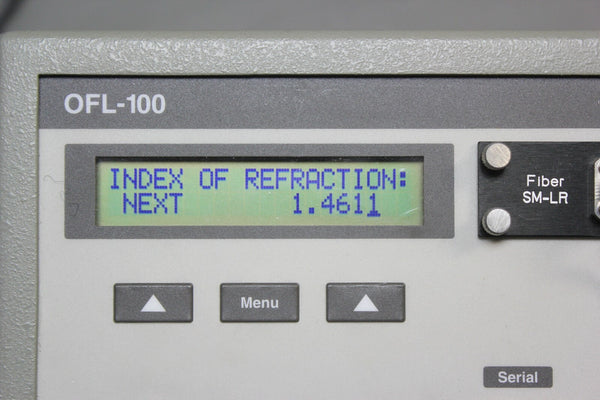 OFL-100
INDEX OF REFRACTION:
NEXT 1.4611
Fiber
SM-LR
Menu
Serial